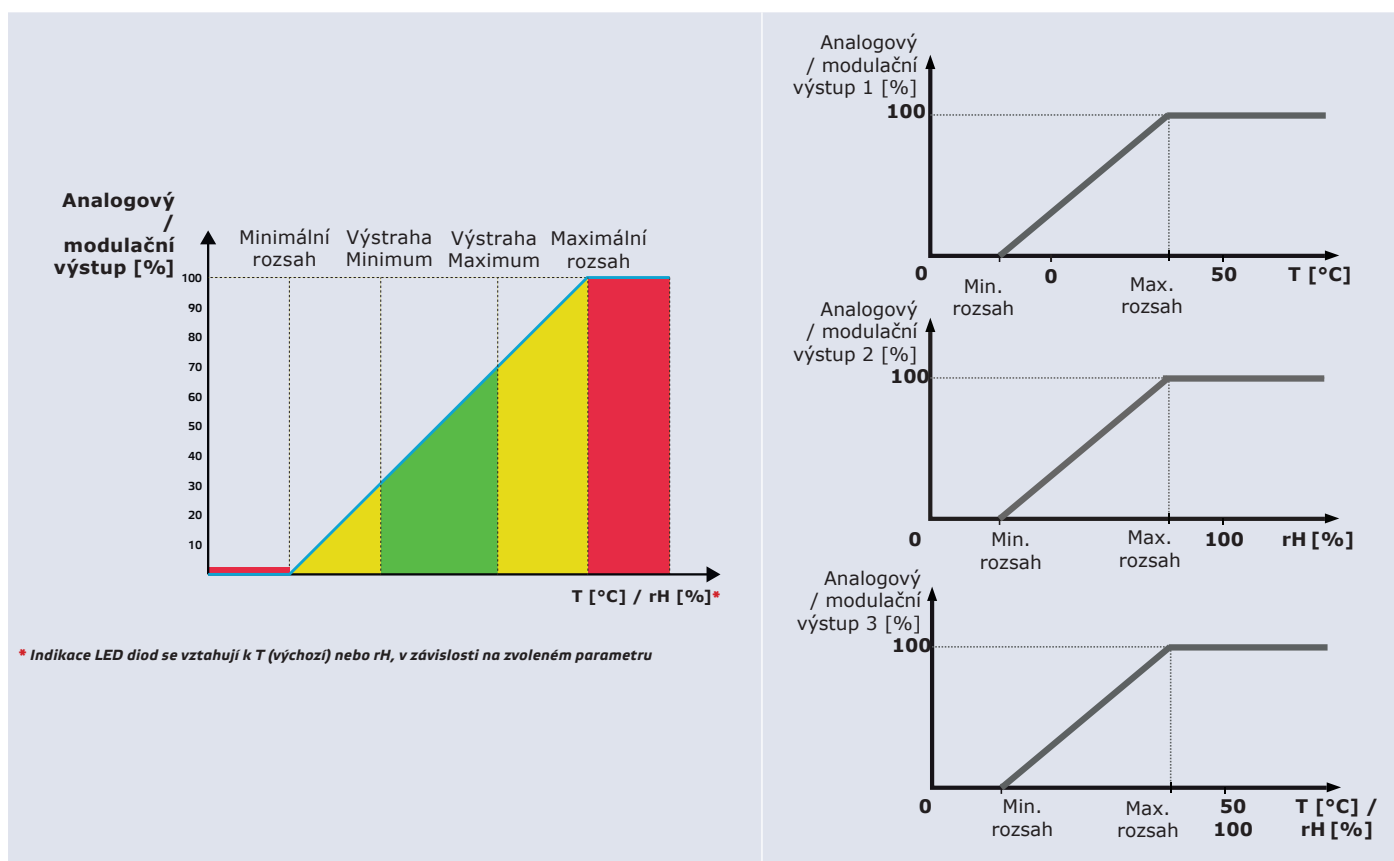 Analogový
/
modulační
výstup [%]
Minimální
rozsah
Výstraha
Minimum
Výstraha
Maximum
Maximální
rozsah
100
90
80
70
60
50
40
30
20
10
T [°C] / rH [%]*
* Indikace LED diod se vztahují k T (výchozí) nebo rH, v závislosti na zvoleném parametru
Analogový
/ modulační
výstup 1 [%]
100
0
Min.
rozsah
0
Max.
rozsah
50
T [°C]
Analogový
/ modulační
výstup 2 [%]
100
0
Min.
rozsah
Max.
rozsah
100
rH [%]
Analogový
/ modulační
výstup 3 [%]
100
0
Min.
rozsah
Max.
rozsah
50
100
T [°C] /
rH [%]